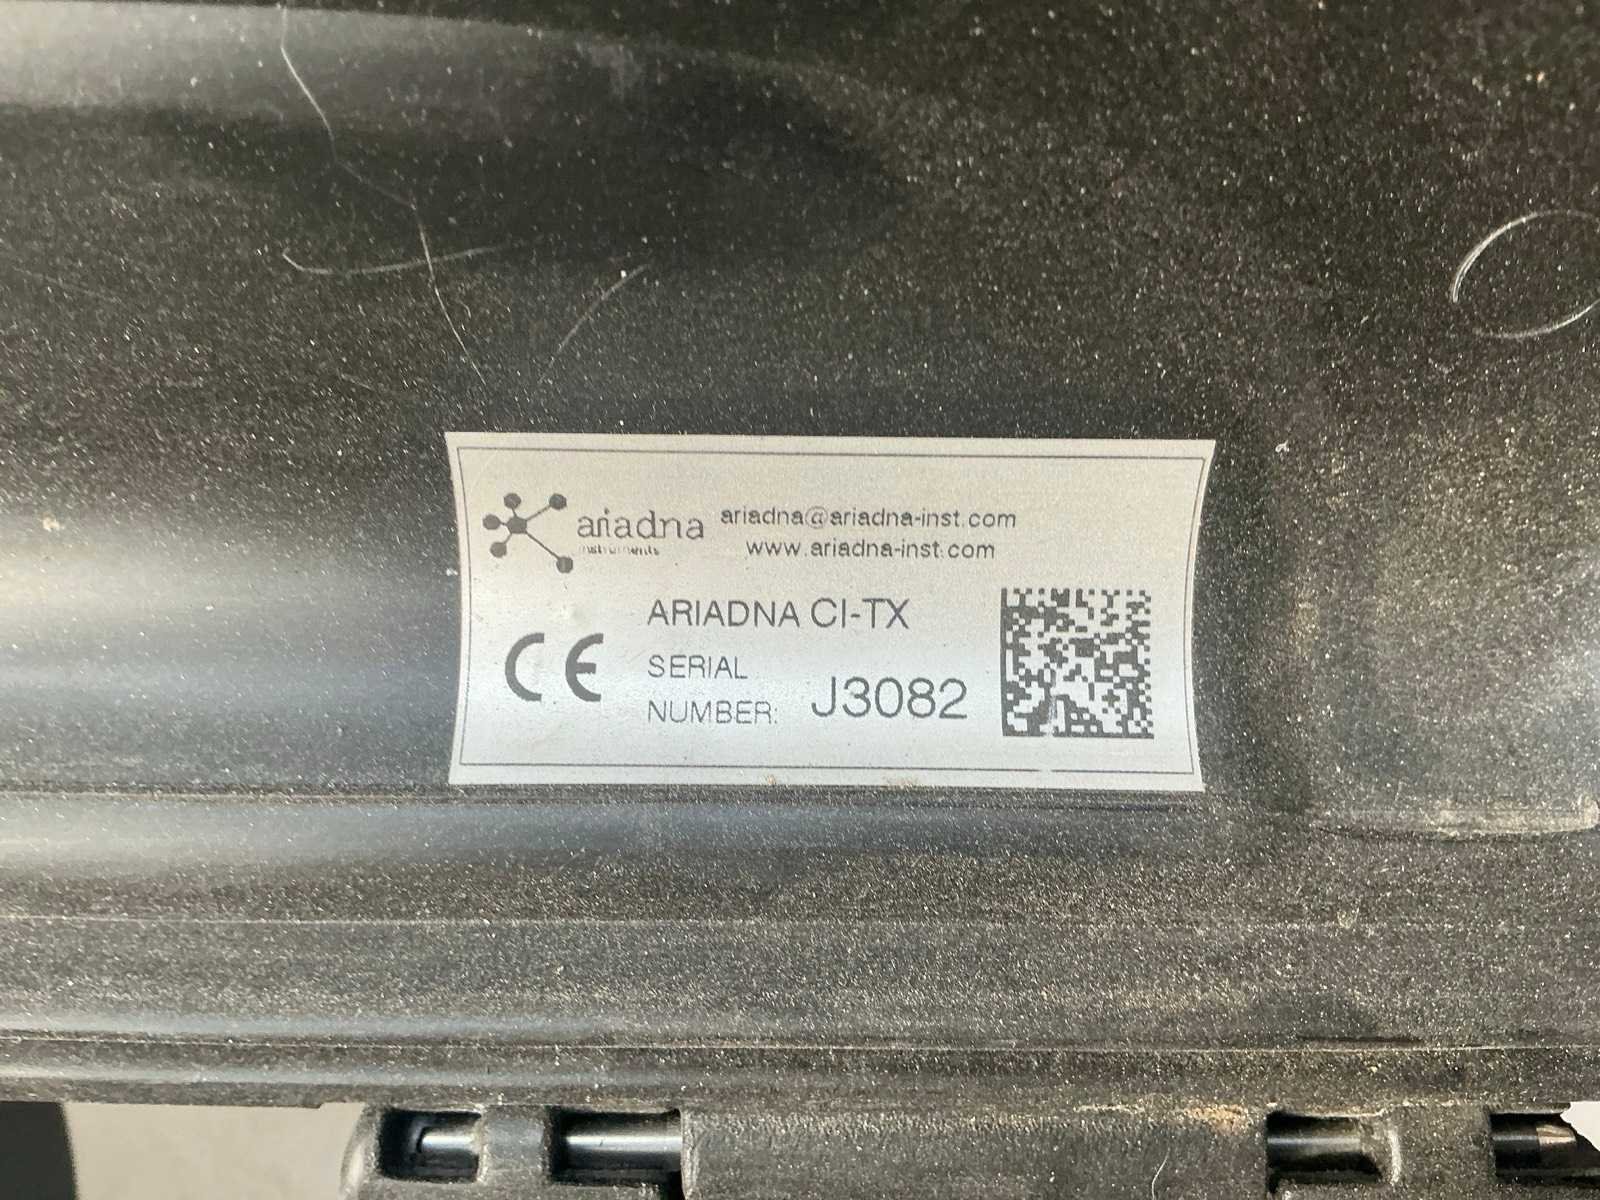 ariadna
instruments
ariadna@ariadna-inst.com
www.ariadna-inst.com
ARIADNA CI-TX
CE
SERIAL
NUMBER: J3082